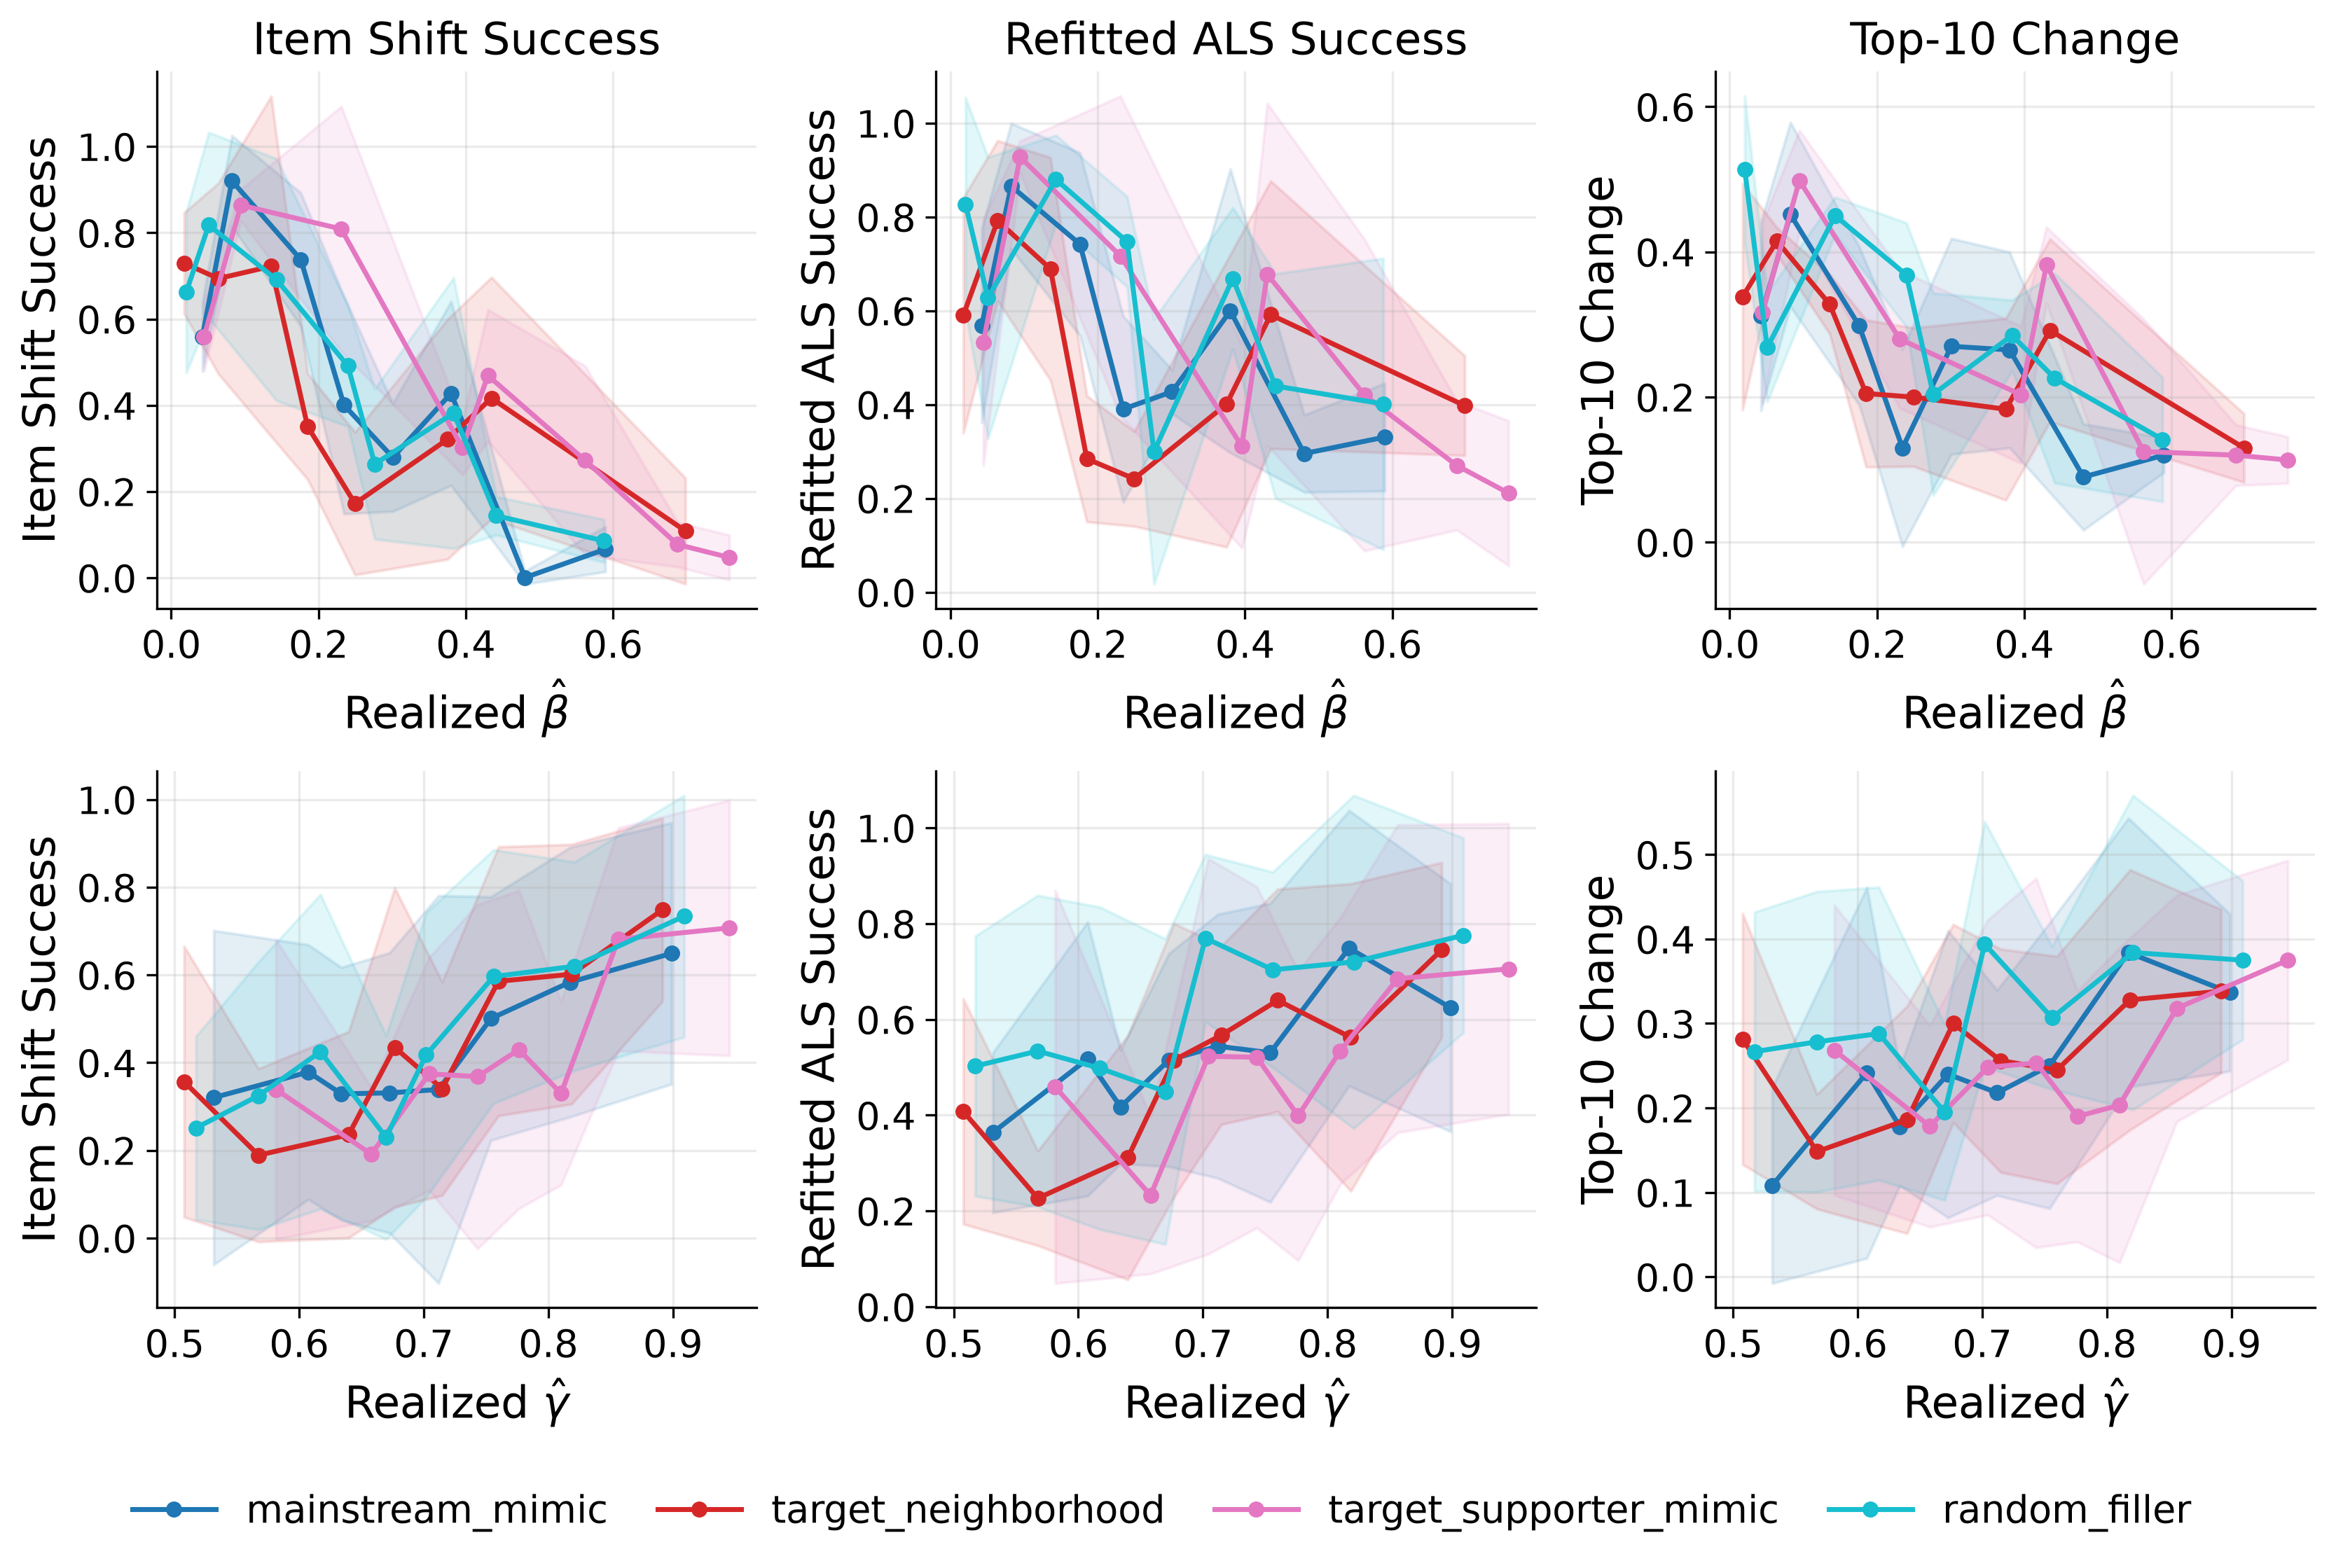 Item Shift Success
Refitted ALS Success
Top-10 Change
Item Shift Success
1.0
0.8
0.6
0.4
0.2
0.0
0.0 0.2 0.4 0.6
Realized β̂
Refitted ALS Success
1.0
0.8
0.6
0.4
0.2
0.0
0.0 0.2 0.4 0.6
Realized β̂
Top-10 Change
0.6
0.4
0.2
0.0
0.0 0.2 0.4 0.6
Realized β̂
Item Shift Success
1.0
0.8
0.6
0.4
0.2
0.0
0.5 0.6 0.7 0.8 0.9
Realized γ̂
Refitted ALS Success
1.0
0.8
0.6
0.4
0.2
0.0
0.5 0.6 0.7 0.8 0.9
Realized γ̂
Top-10 Change
0.5
0.4
0.3
0.2
0.1
0.0
0.5 0.6 0.7 0.8 0.9
Realized γ̂
mainstream_mimic target_neighborhood target_supporter_mimic random_filler